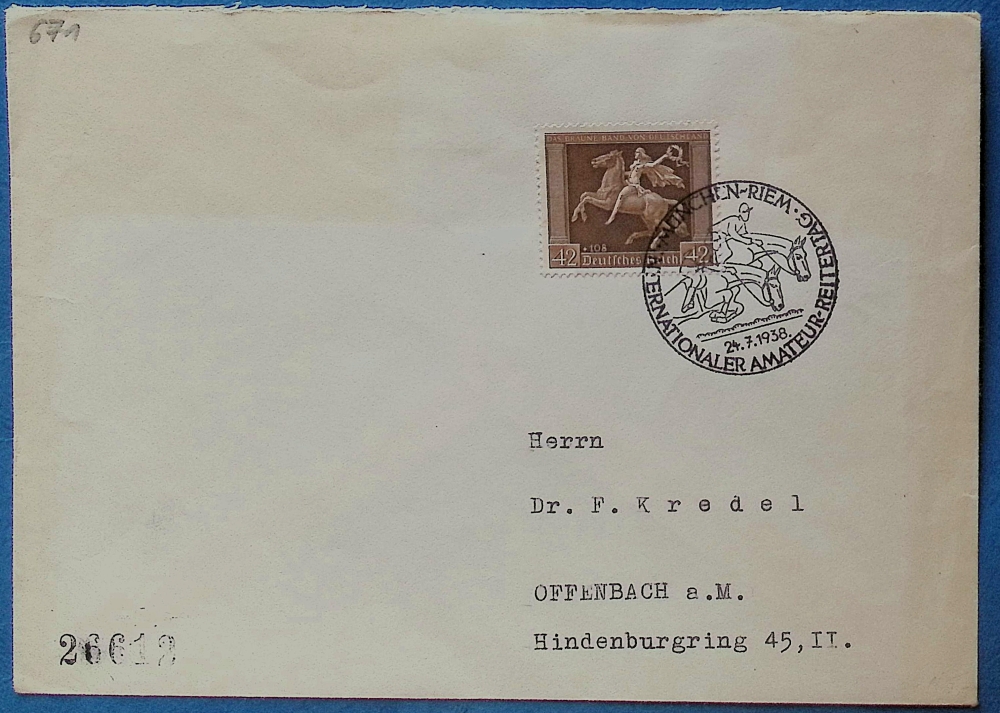 671
DAS BRAUNE BAND VON DEUTSCHLAND
42 + 108 42
Deutsches Reich
MÜNCHEN-RIEM
INTERNATIONALER AMATEUR-REITERTAG
24.7.1938.
Herrn
Dr. F. Kredel
OFFENBACH a.M.
Hindenburgring 45,II.
26612